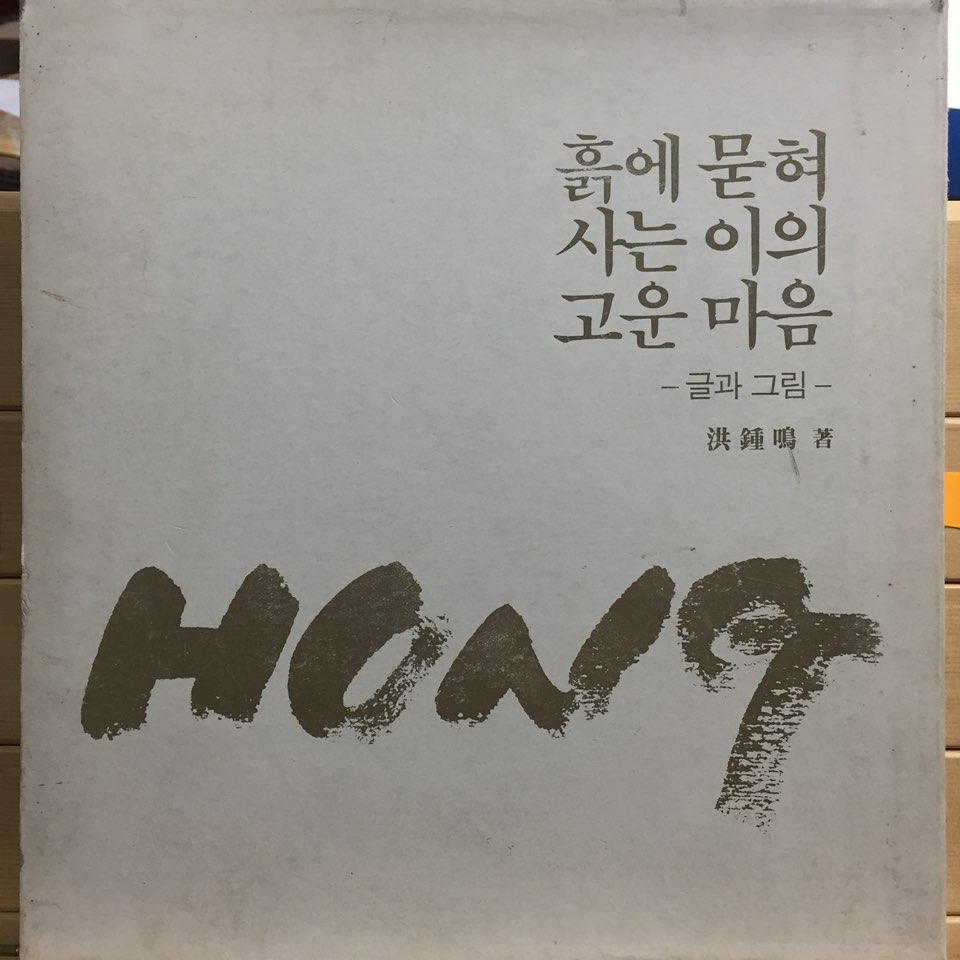 흙에 묻혀
사는 이의
고운 마음
- 글과 그림 -
洪鍾鳴 著
HONG